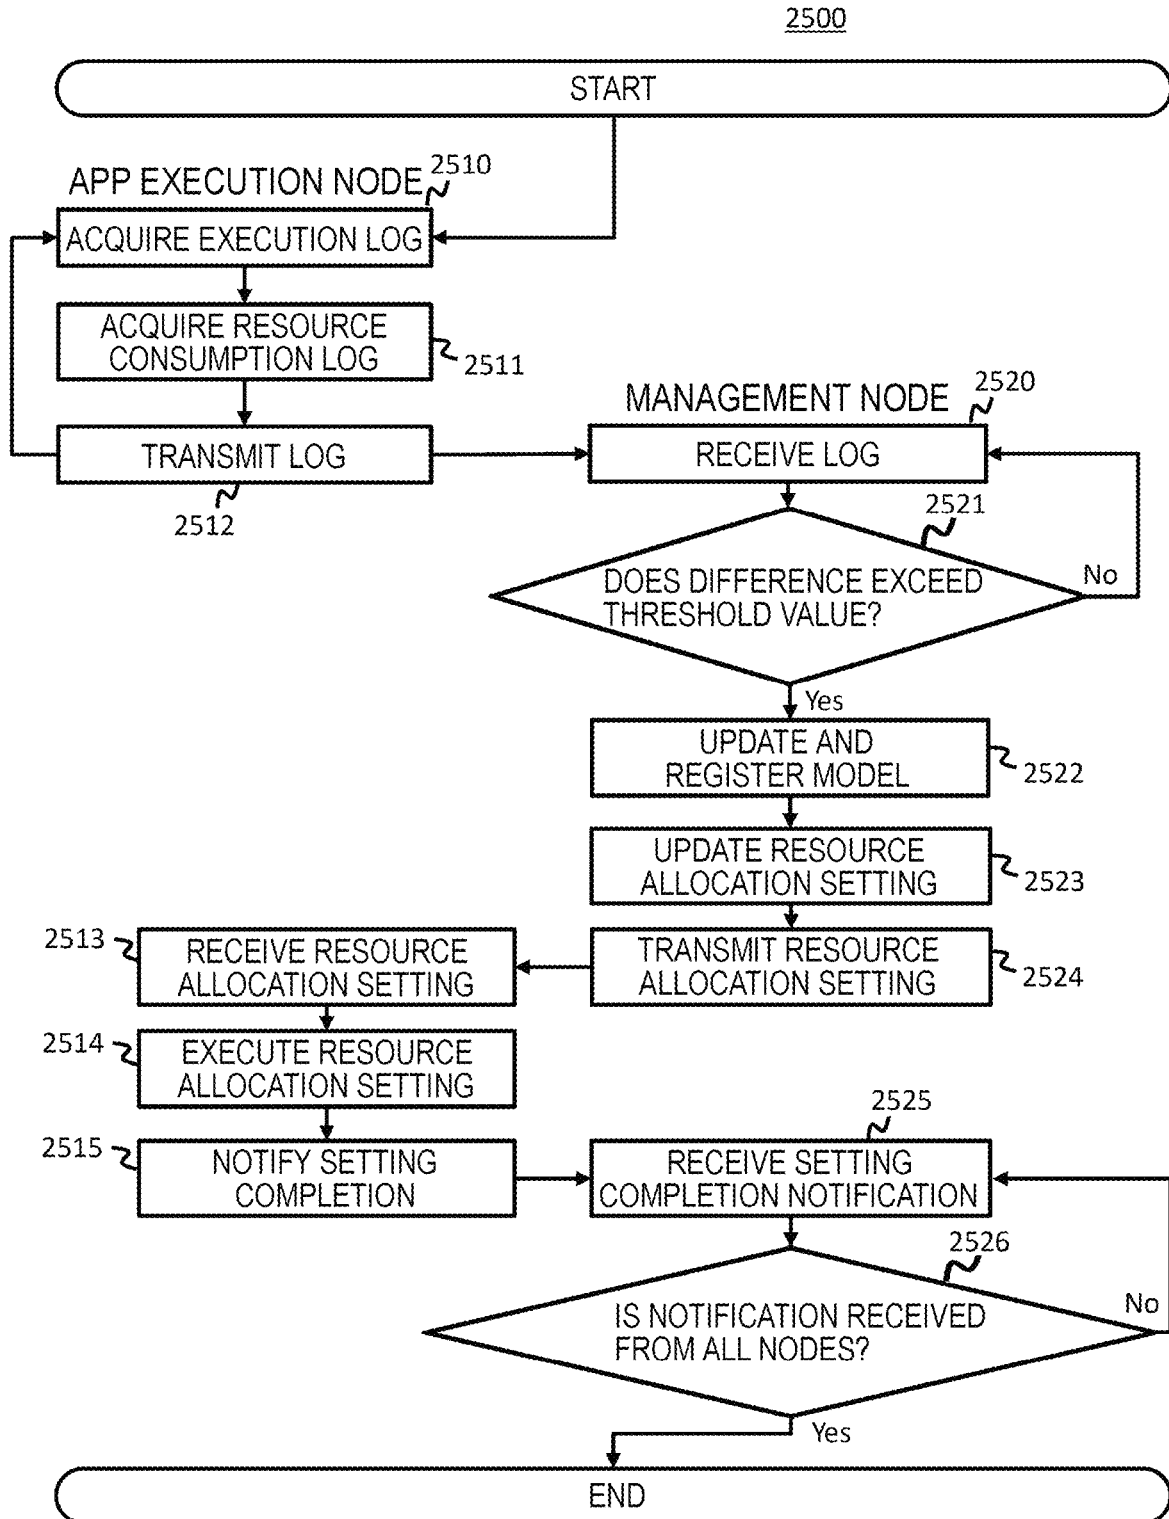 2500
START
APP EXECUTION NODE
2510
ACQUIRE EXECUTION LOG
ACQUIRE RESOURCE
CONSUMPTION LOG
2511
TRANSMIT LOG
2512
MANAGEMENT NODE
2520
RECEIVE LOG
2521
DOES DIFFERENCE EXCEED
THRESHOLD VALUE?
No
Yes
UPDATE AND
REGISTER MODEL
2522
UPDATE RESOURCE
ALLOCATION SETTING
2523
TRANSMIT RESOURCE
ALLOCATION SETTING
2524
2513
RECEIVE RESOURCE
ALLOCATION SETTING
2514
EXECUTE RESOURCE
ALLOCATION SETTING
2515
NOTIFY SETTING
COMPLETION
2525
RECEIVE SETTING
COMPLETION NOTIFICATION
2526
IS NOTIFICATION RECEIVED
FROM ALL NODES?
No
Yes
END